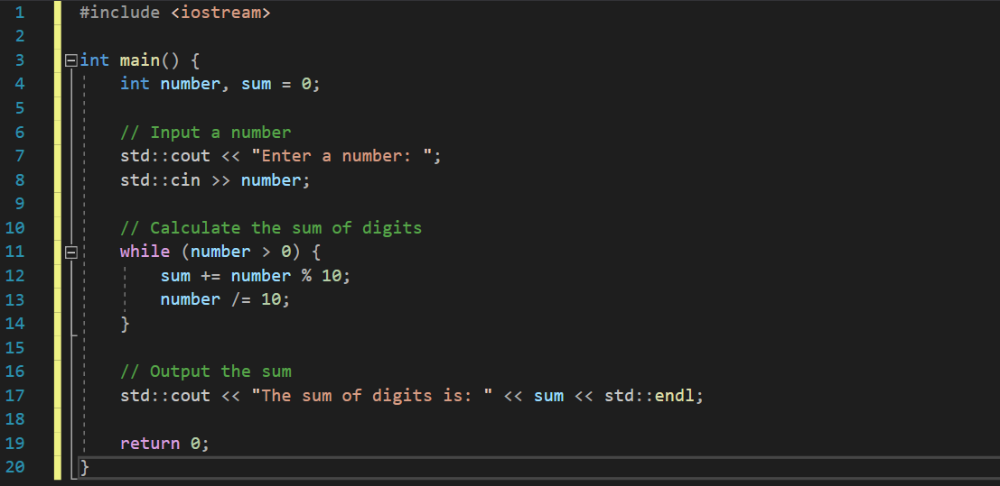 1 #include <iostream>
2
3 int main() {
4 int number, sum = 0;
5
6 // Input a number
7 std::cout << "Enter a number: ";
8 std::cin >> number;
9
10 // Calculate the sum of digits
11 while (number > 0) {
12 sum += number % 10;
13 number /= 10;
14 }
15
16 // Output the sum
17 std::cout << "The sum of digits is: " << sum << std::endl;
18
19 return 0;
20 }